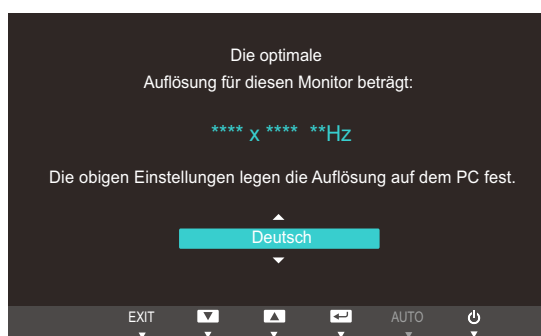 Die optimale
Auflösung für diesen Monitor beträgt:
**** x **** **Hz
Die obigen Einstellungen legen die Auflösung auf dem PC fest.
Deutsch
EXIT AUTO